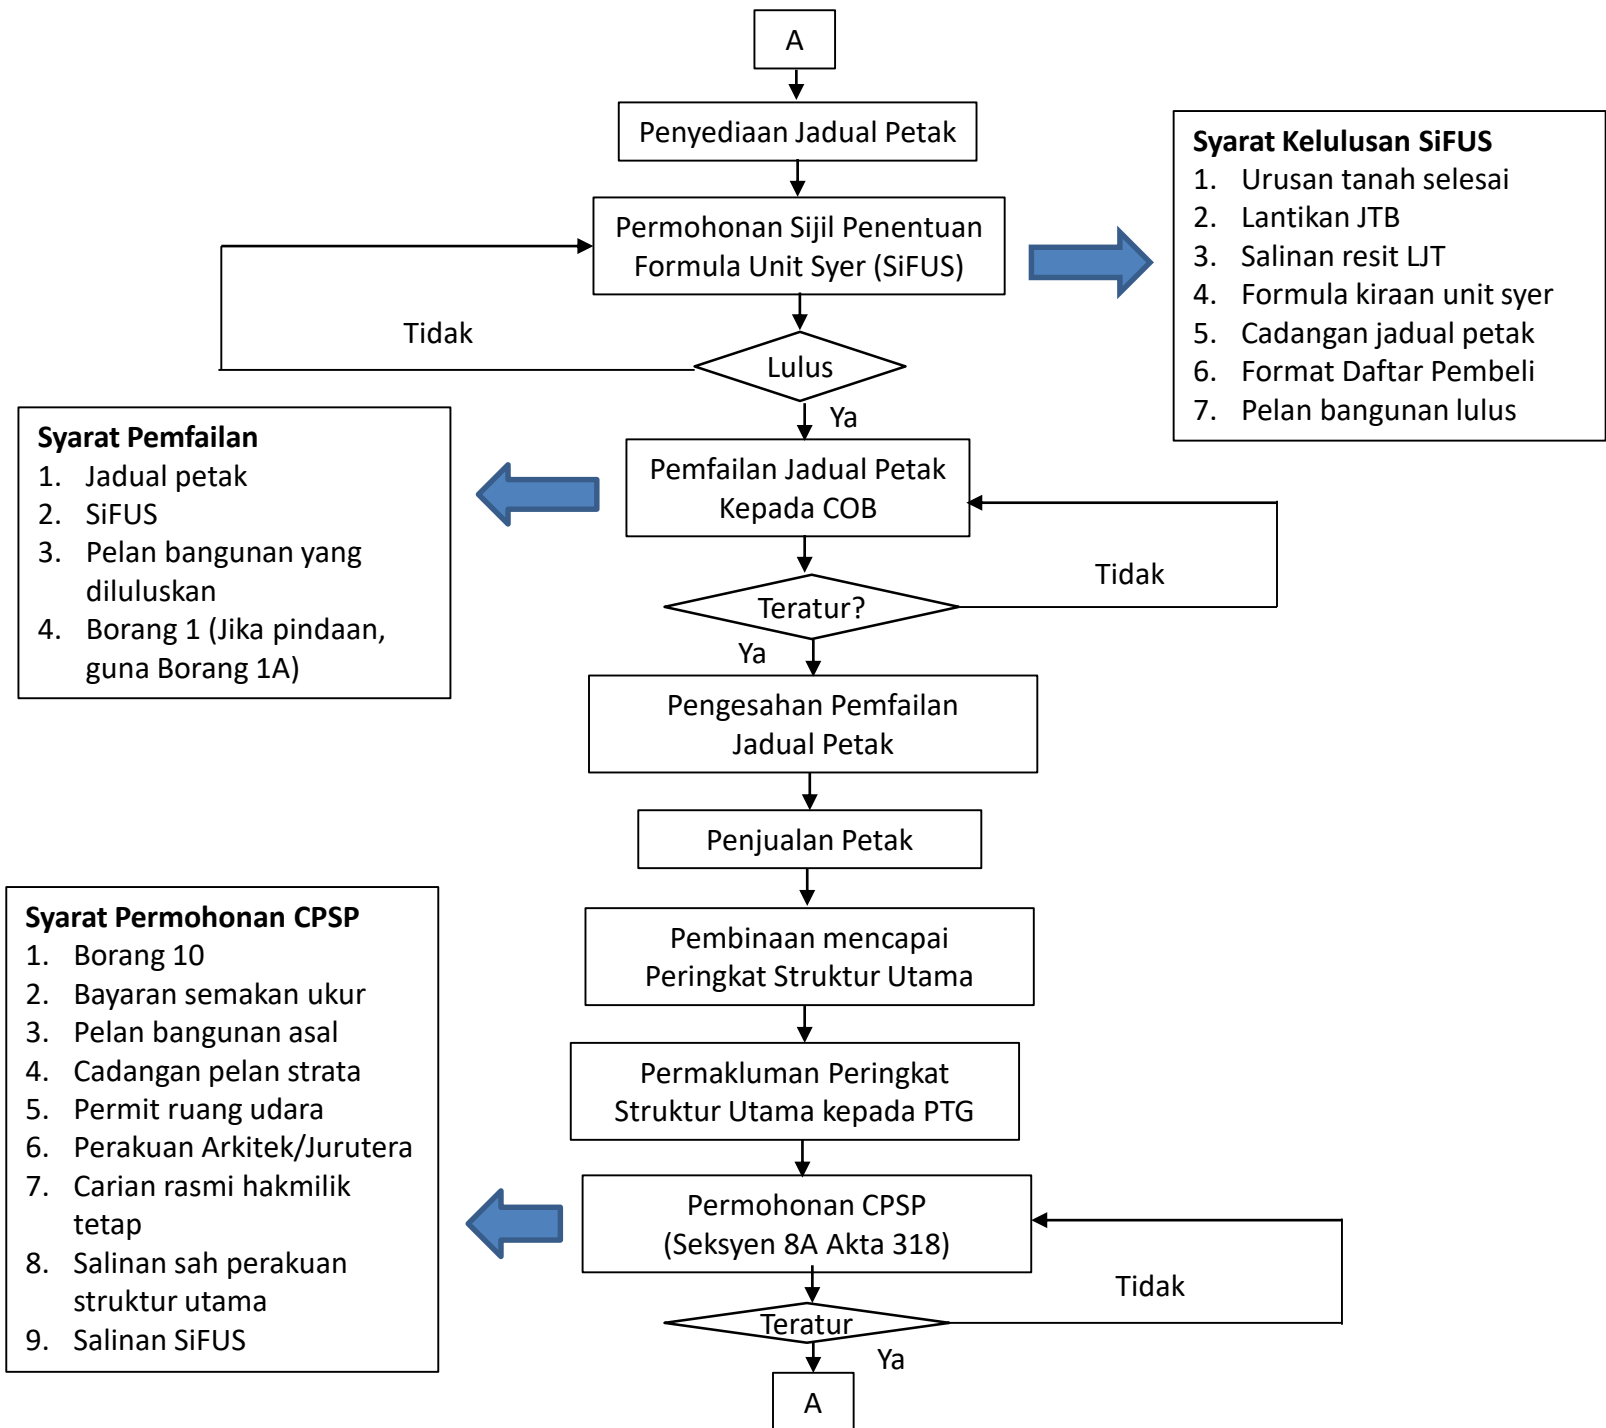 A
Penyediaan Jadual Petak
Permohonan Sijil Penentuan
Formula Unit Syer (SiFUS)
Syarat Kelulusan SiFUS
1. Urusan tanah selesai
2. Lantikan JTB
3. Salinan resit LJT
4. Formula kiraan unit syer
5. Cadangan jadual petak
6. Format Daftar Pembeli
7. Pelan bangunan lulus
Tidak
Lulus
Ya
Syarat Pemfailan
1. Jadual petak
2. SiFUS
3. Pelan bangunan yang
diluluskan
4. Borang 1 (Jika pindaan,
guna Borang 1A)
Pemfailan Jadual Petak
Kepada COB
Tidak
Teratur?
Ya
Pengesahan Pemfailan
Jadual Petak
Penjualan Petak
Pembinaan mencapai
Peringkat Struktur Utama
Permakluman Peringkat
Struktur Utama kepada PTG
Syarat Permohonan CPSP
1. Borang 10
2. Bayaran semakan ukur
3. Pelan bangunan asal
4. Cadangan pelan strata
5. Permit ruang udara
6. Perakuan Arkitek/Jurutera
7. Carian rasmi hakmilik
tetap
8. Salinan sah perakuan
struktur utama
9. Salinan SiFUS
Permohonan CPSP
(Seksyen 8A Akta 318)
Tidak
Teratur
Ya
A